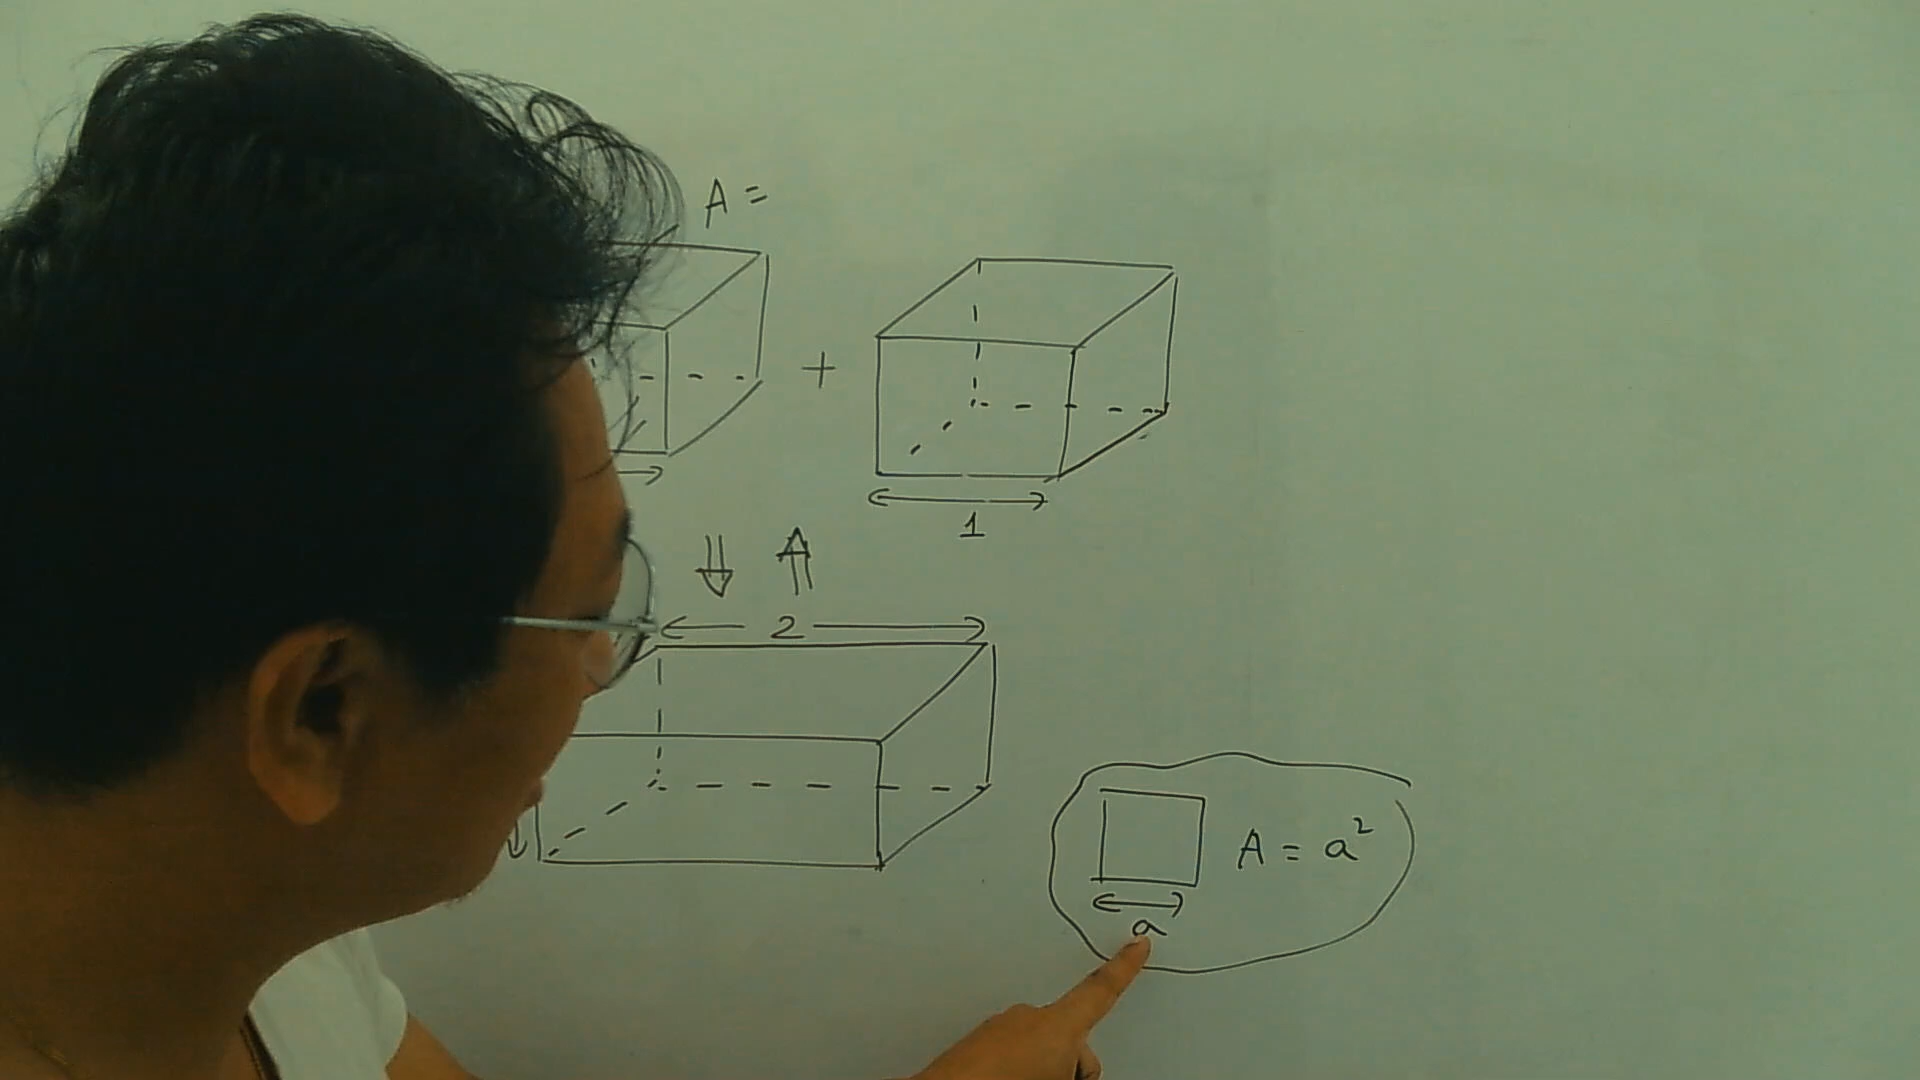 A =
+
1
2
A = a²
a